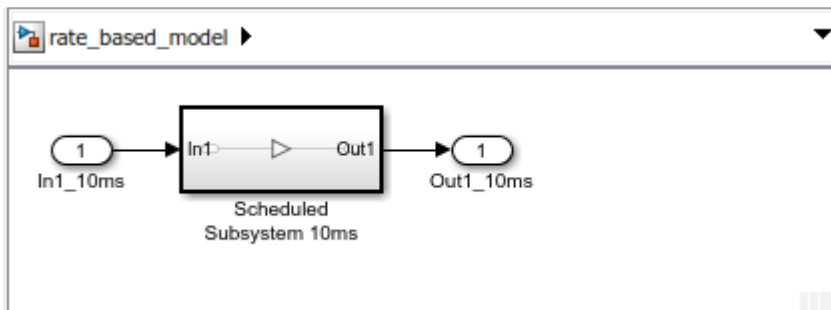 rate_based_model
1
In1
Out1
1
In1_10ms
Out1_10ms
Scheduled
Subsystem 10ms